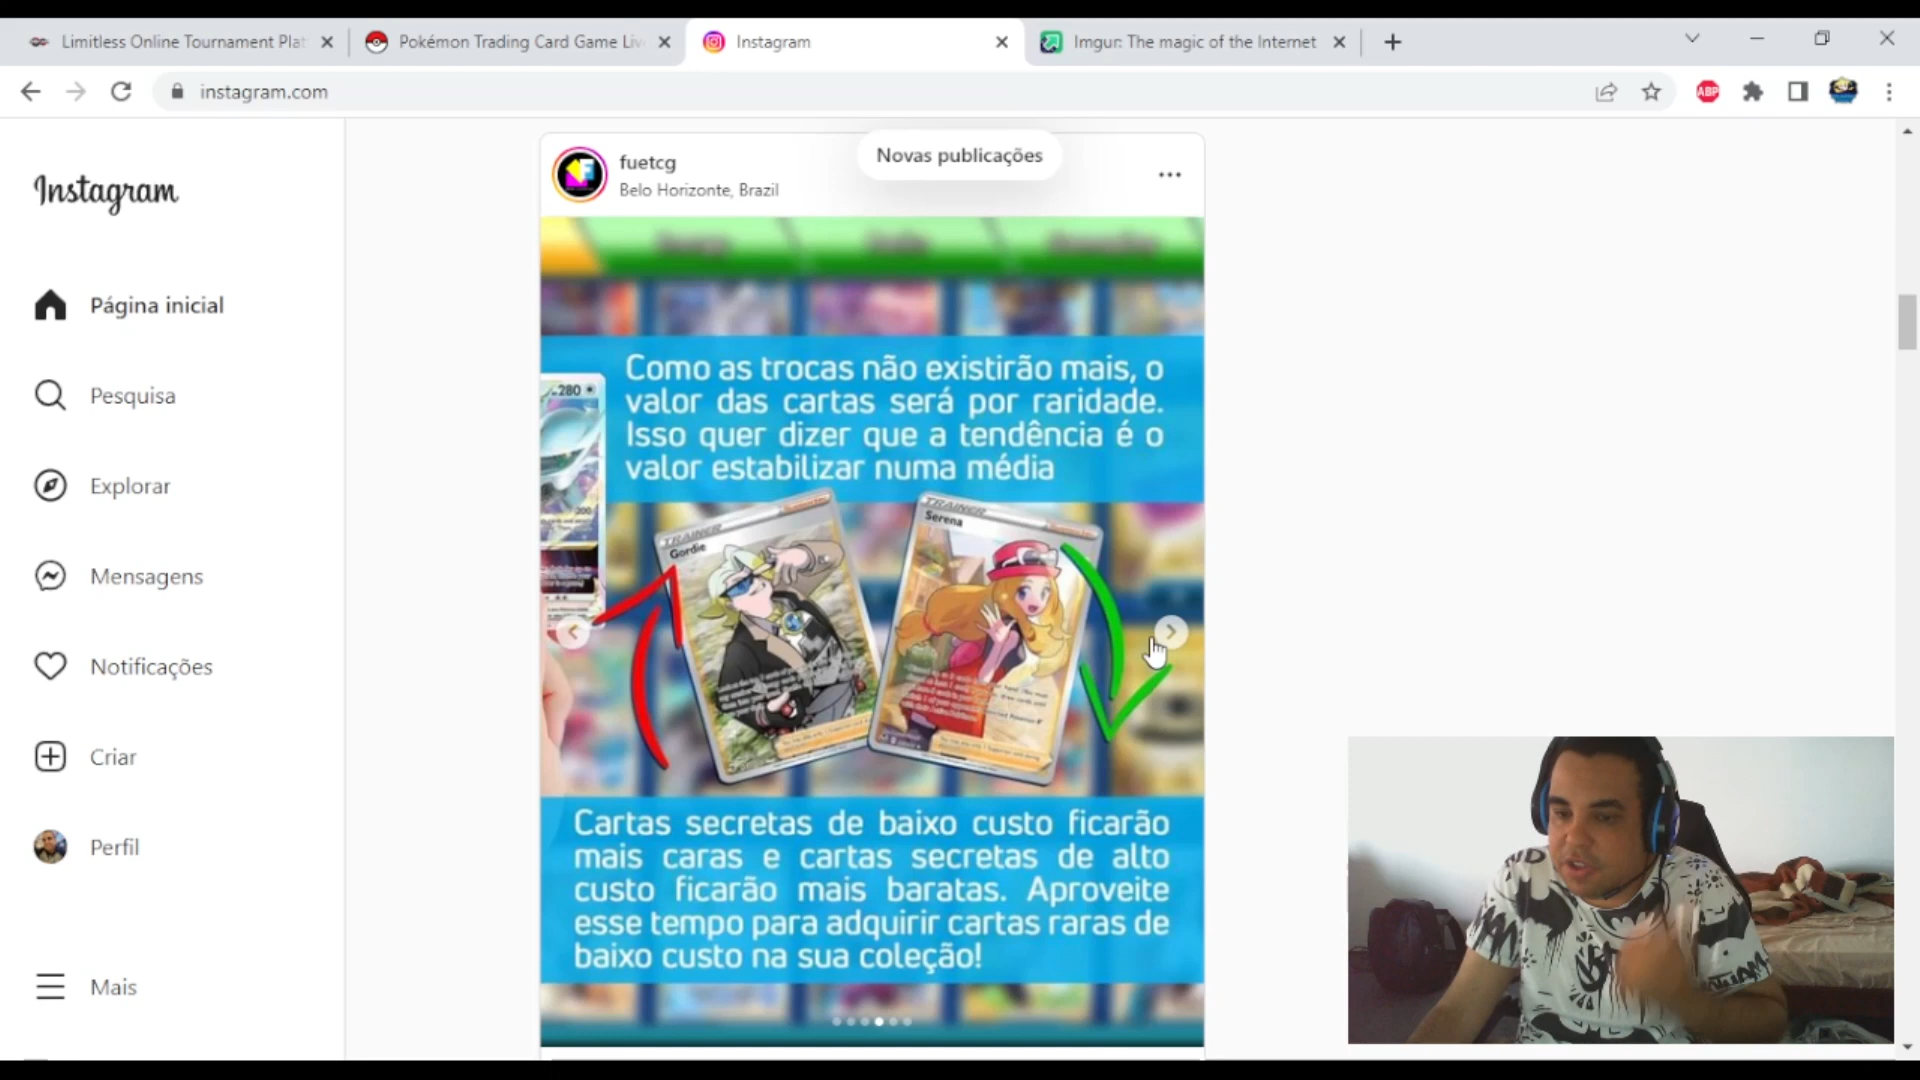 Limitless Online Tournament Plat
Pokémon Trading Card Game Liv
Instagram
Imgur: The magic of the Internet
instagram.com
ABP
Instagram
Página inicial
Pesquisa
Explorar
Mensagens
Notificações
Criar
Perfil
Mais
fuetcg
Belo Horizonte, Brazil
Novas publicações
Como as trocas não existirão mais, o
valor das cartas será por raridade.
Isso quer dizer que a tendência é o
valor estabilizar numa média
280
200
TRAINER
Gordie
TRAINER
Serena
Cartas secretas de baixo custo ficarão
mais caras e cartas secretas de alto
custo ficarão mais baratas. Aproveite
esse tempo para adquirir cartas raras de
baixo custo na sua coleção!